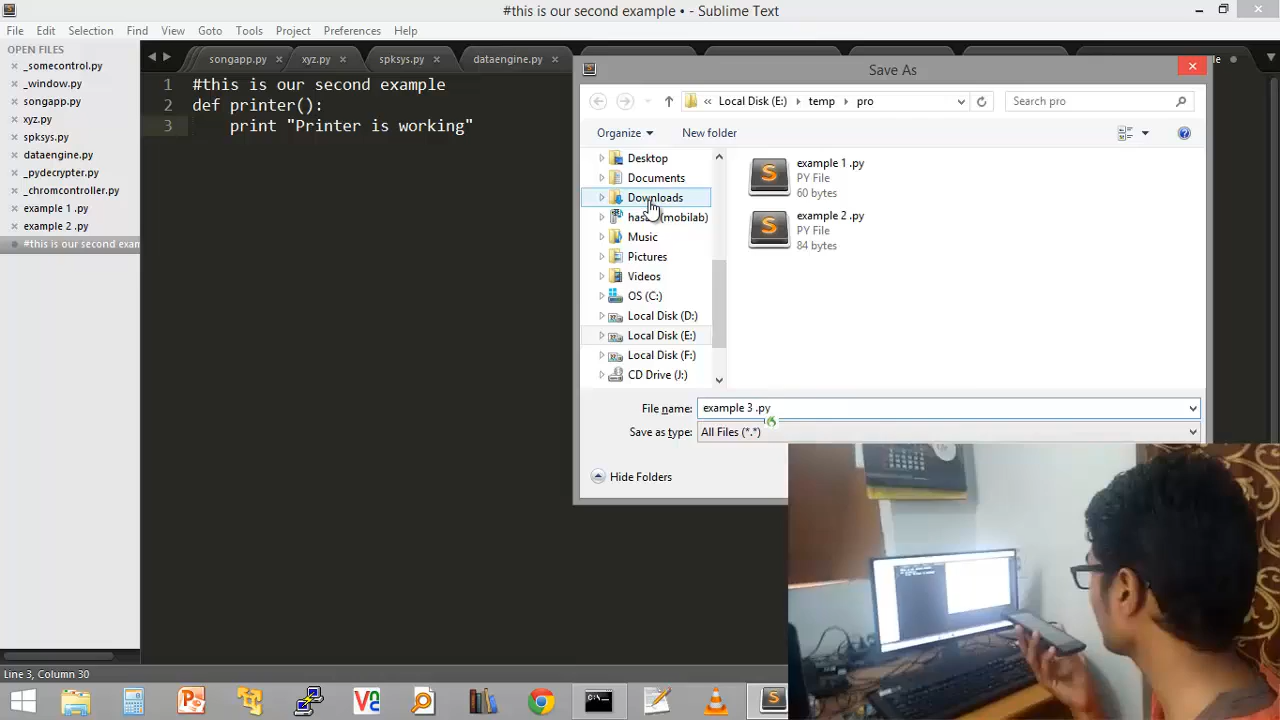 #this is our second example • - Sublime Text
File Edit Selection Find View Goto Tools Project Preferences Help
OPEN FILES
_somecontrol.py
_window.py
songapp.py
xyz.py
spksys.py
dataengine.py
_pydecrypter.py
_chromcontroller.py
example 1 .py
example 2 .py
#this is our second exam
songapp.py × xyz.py × spksys.py × dataengine.py ×
1 #this is our second example
2 def printer():
3 print "Printer is working"
Save As
« Local Disk (E:) temp pro
Search pro
Organize New folder
Desktop
Documents
Downloads
(mobilab)
Music
Pictures
Videos
OS (C:)
Local Disk (D:)
Local Disk (E:)
Local Disk (F:)
CD Drive (J:)
example 1 .py
PY File
60 bytes
example 2 .py
PY File
84 bytes
File name: example 3 .py
Save as type: All Files (*.*)
Hide Folders
Line 3, Column 30